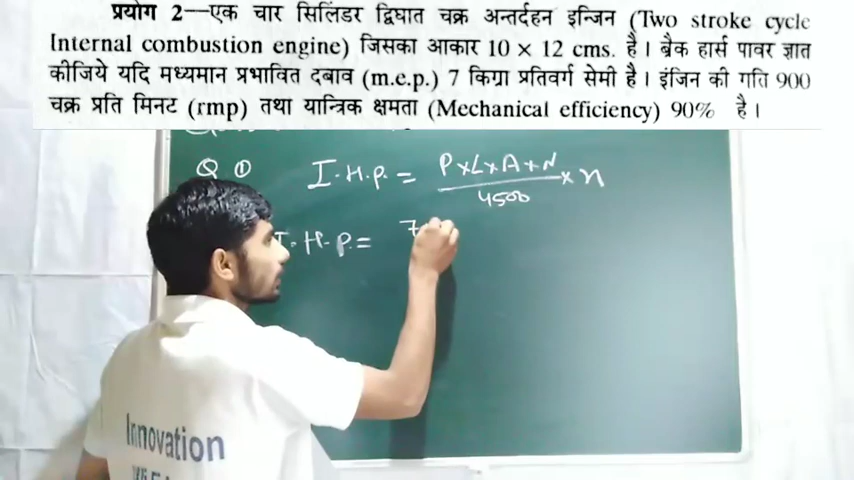 प्रयोग 2—एक चार सिलिंडर द्विघात चक्र अन्तर्दहन इन्जिन (Two stroke cycle
Internal combustion engine) जिसका आकार 10 × 12 cms. है। ब्रैक हार्स पावर ज्ञात
कीजिये यदि मध्यमान प्रभावित दबाव (m.e.p.) 7 किग्रा प्रतिवर्ग सेमी है। इंजिन की गति 900
चक्र प्रति मिनट (rmp) तथा यान्त्रिक क्षमता (Mechanical efficiency) 90% है।
Q ① I.H.P. = P×L×A×N / 4500 × n
I.H.P. = 7
Innovation